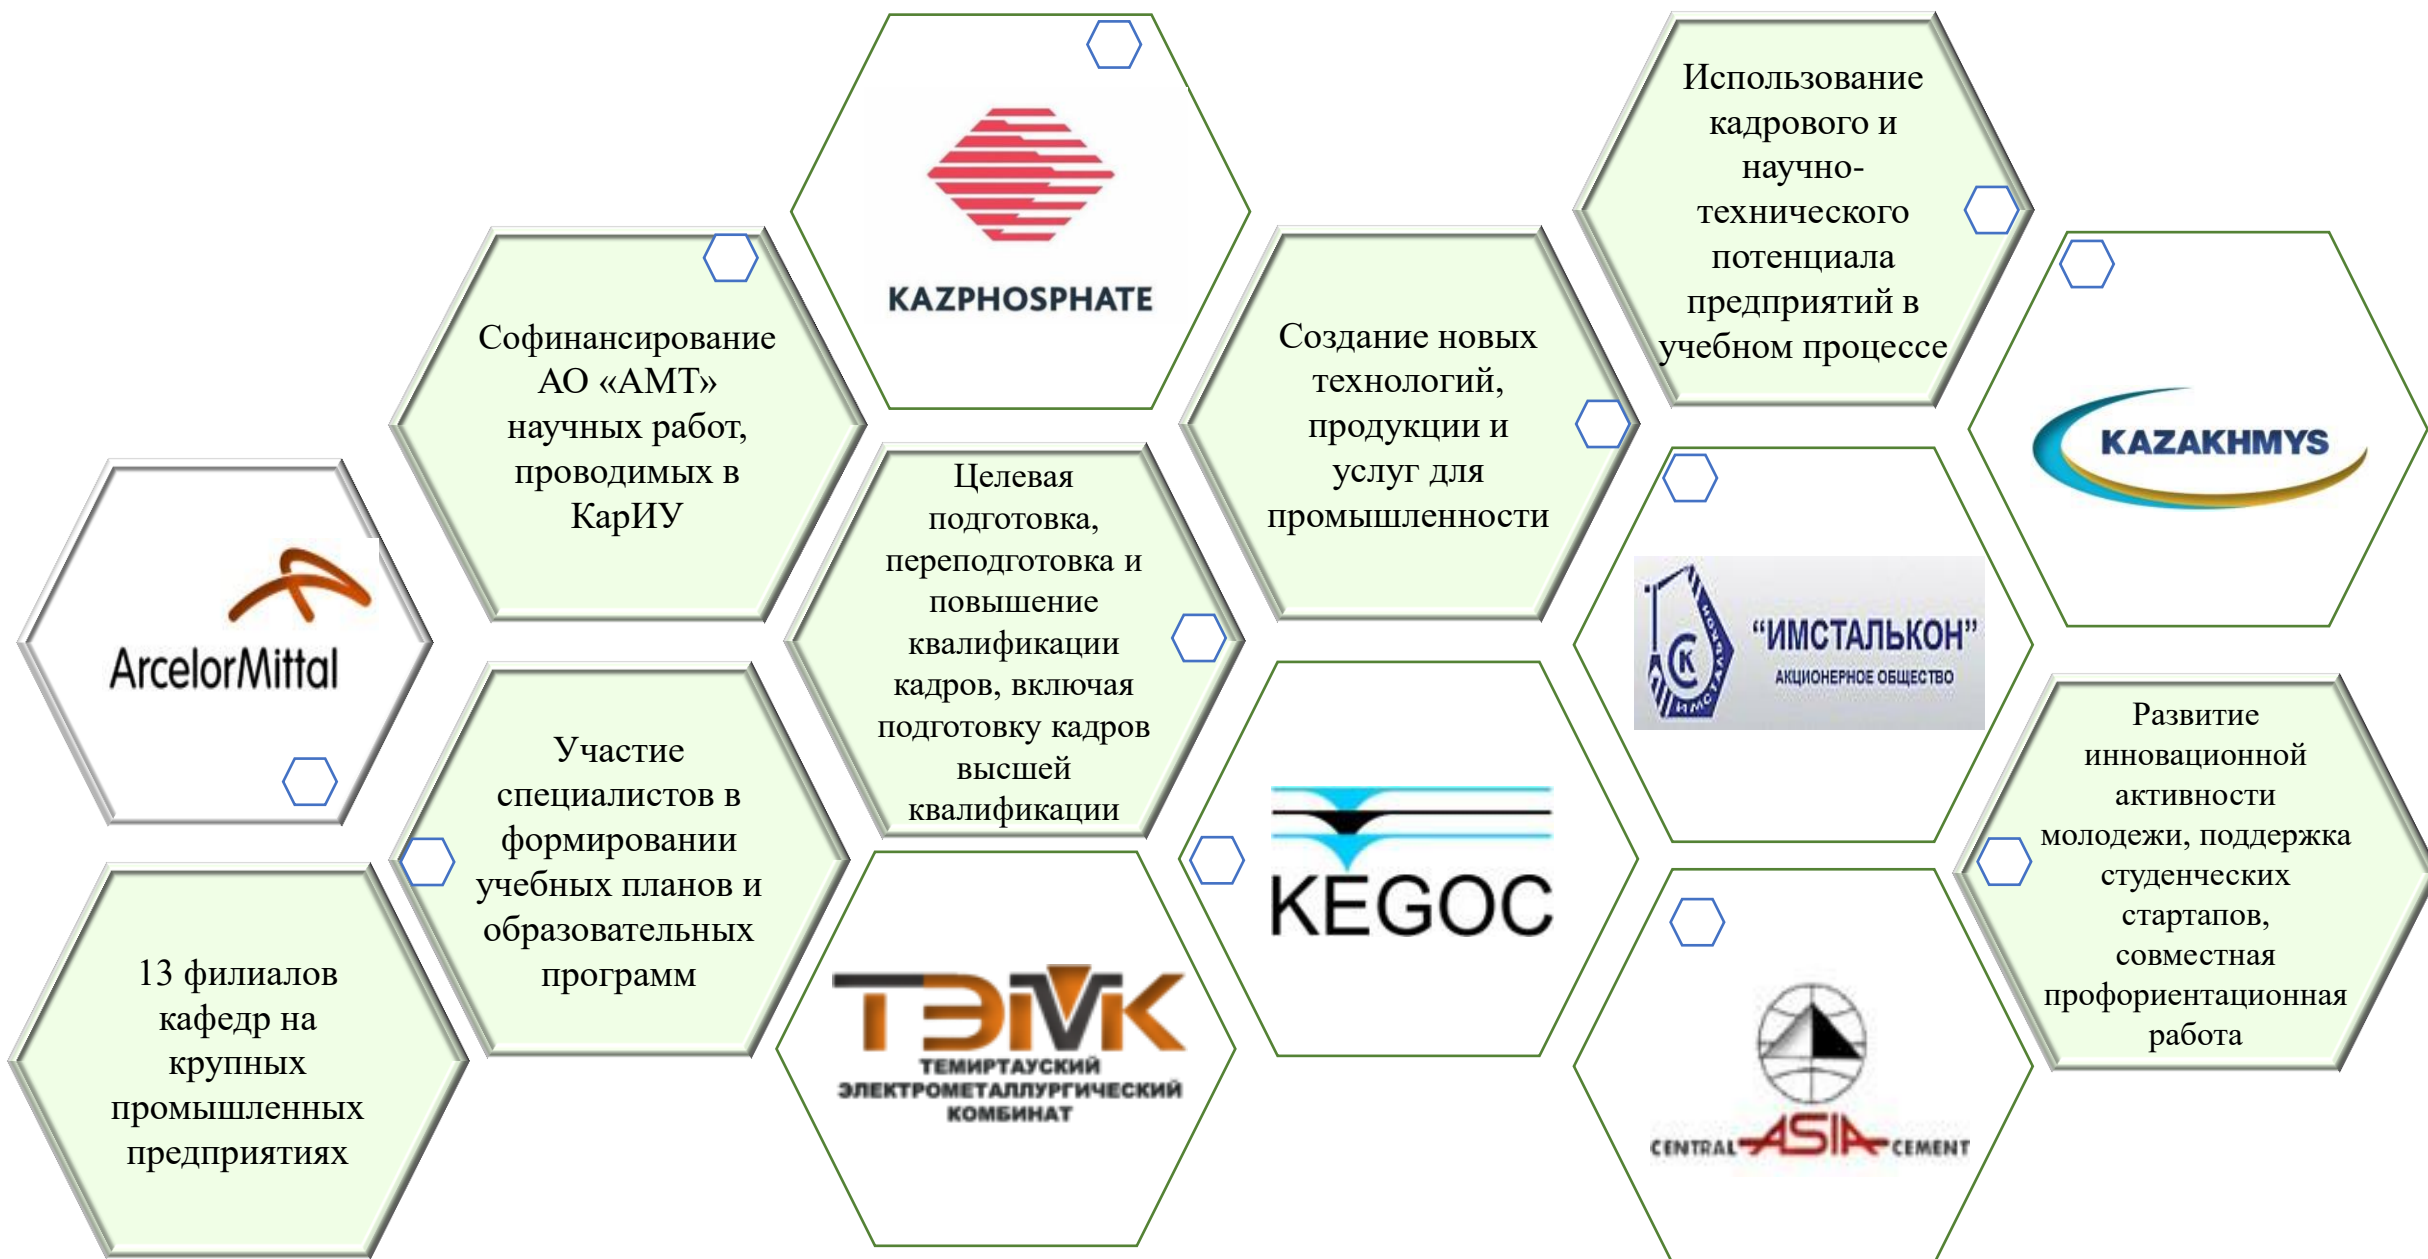 KAZPHOSPHATE
Использование
кадрового и
научно-
технического
потенциала
предприятий в
учебном процессе
Софинансирование
АО «АМТ»
научных работ,
проводимых в
КарИУ
Создание новых
технологий,
продукции и
услуг для
промышленности
KAZAKHMYS
ArcelorMittal
Целевая
подготовка,
переподготовка и
повышение
квалификации
кадров, включая
подготовку кадров
высшей
квалификации
ИМСТАЛЬКОН
СК
“ИМСТАЛЬКОН”
АКЦИОНЕРНОЕ ОБЩЕСТВО
Участие
специалистов в
формировании
учебных планов и
образовательных
программ
KEGOC
Развитие
инновационной
активности
молодежи, поддержка
студенческих
стартапов,
совместная
профориентационная
работа
13 филиалов
кафедр на
крупных
промышленных
предприятиях
ТЭМК
ТЕМИРТАУСКИЙ
ЭЛЕКТРОМЕТАЛЛУРГИЧЕСКИЙ
КОМБИНАТ
CENTRAL ASIA CEMENT